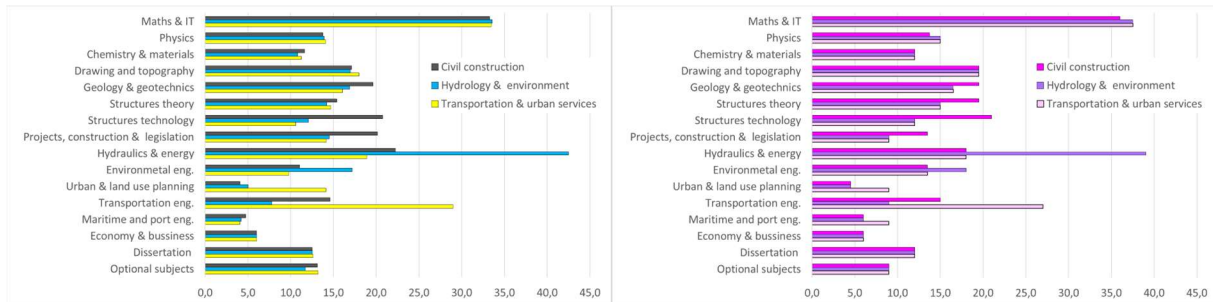 Maths & IT
Physics
Chemistry & materials
Drawing and topography
Geology & geotechnics
Structures theory
Structures technology
Projects, construction & legislation
Hydraulics & energy
Environmetal eng.
Urban & land use planning
Transportation eng.
Maritime and port eng.
Economy & bussiness
Dissertation
Optional subjects
Civil construction
Hydrology & environment
Transportation & urban services
0,0 5,0 10,0 15,0 20,0 25,0 30,0 35,0 40,0 45,0
Maths & IT
Physics
Chemistry & materials
Drawing and topography
Geology & geotechnics
Structures theory
Structures technology
Projects, construction & legislation
Hydraulics & energy
Environmetal eng.
Urban & land use planning
Transportation eng.
Maritime and port eng.
Economy & bussiness
Dissertation
Optional subjects
Civil construction
Hydrology & environment
Transportation & urban services
0,0 5,0 10,0 15,0 20,0 25,0 30,0 35,0 40,0 45,0